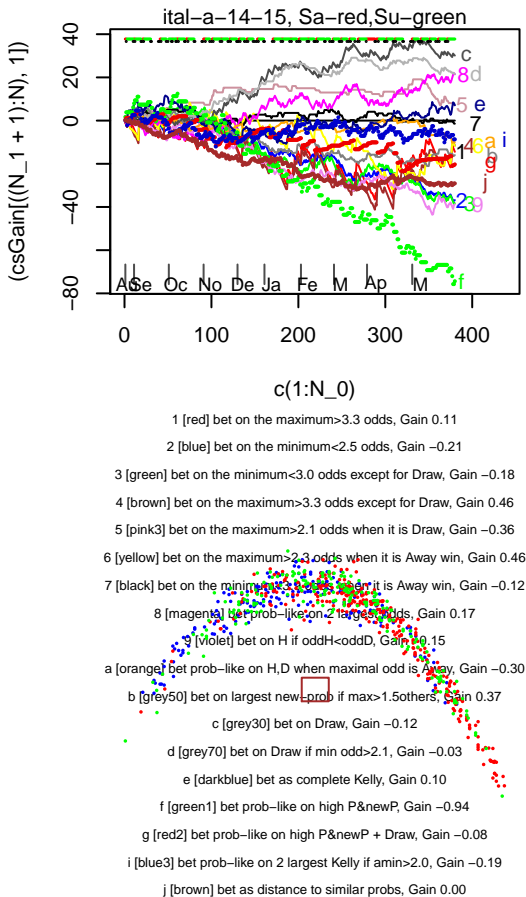 ital-a-14-15, Sa-red,Su-green
(csGain[((N_1 + 1):N), 1])
40
20
0
−40
−80
c
8
d
5
e
7
a
i
4
6
1
b
g
j
2
3
9
f
Au
Se
Oc
No
De
Ja
Fe
M
Ap
M
0 100 200 300 400
c(1:N_0)
1 [red] bet on the maximum>3.3 odds, Gain 0.11
2 [blue] bet on the minimum<2.5 odds, Gain −0.21
3 [green] bet on the minimum<3.0 odds except for Draw, Gain −0.18
4 [brown] bet on the maximum>3.3 odds except for Draw, Gain 0.46
5 [pink3] bet on the maximum>2.1 odds when it is Draw, Gain −0.36
6 [yellow] bet on the maximum>2.3 odds when it is Away win, Gain 0.46
7 [black] bet on the minimum when it is Away win, Gain −0.12
8 [magenta] bet prob-like on 2 largest odds, Gain 0.17
9 [violet] bet on H if oddH<oddD, Gain 0.15
a [orange] bet prob-like on H,D when maximal odd is Away, Gain −0.30
b [grey50] bet on largest new-prob if max>1.5others, Gain 0.37
c [grey30] bet on Draw, Gain −0.12
d [grey70] bet on Draw if min odd>2.1, Gain −0.03
e [darkblue] bet as complete Kelly, Gain 0.10
f [green1] bet prob-like on high P&newP, Gain −0.94
g [red2] bet prob-like on high P&newP + Draw, Gain −0.08
i [blue3] bet prob-like on 2 largest Kelly if amin>2.0, Gain −0.19
j [brown] bet as distance to similar probs, Gain 0.00